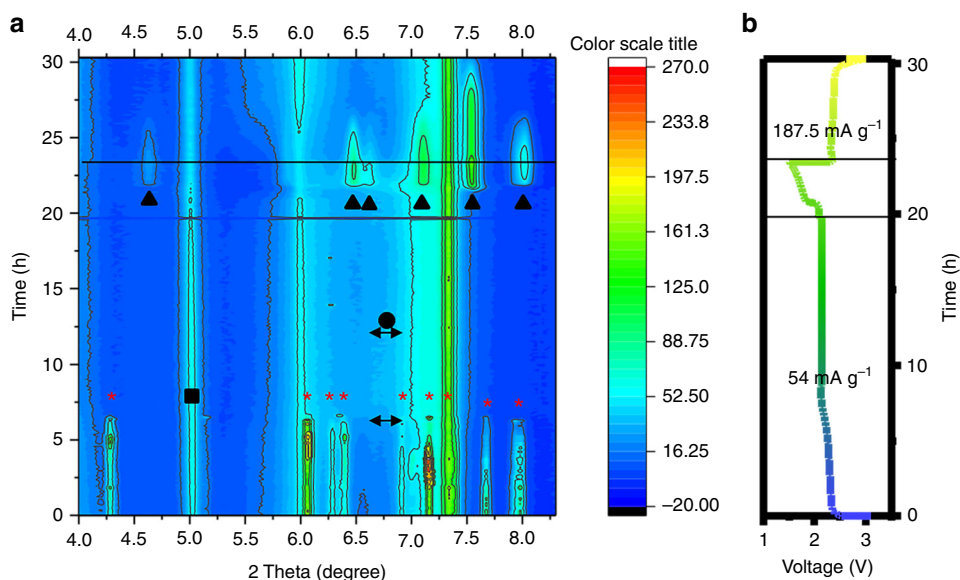 a
b
4.0 4.5 5.0 5.5 6.0 6.5 7.0 7.5 8.0
Color scale title
30
25
20
15
10
5
0
Time (h)
* * * * * * * * *
4.0 4.5 5.0 5.5 6.0 6.5 7.0 7.5 8.0
2 Theta (degree)
270.0
233.8
197.5
161.3
125.0
88.75
52.50
16.25
–20.00
187.5 mA g⁻¹
54 mA g⁻¹
30
20
10
0
Time (h)
1 2 3
Voltage (V)